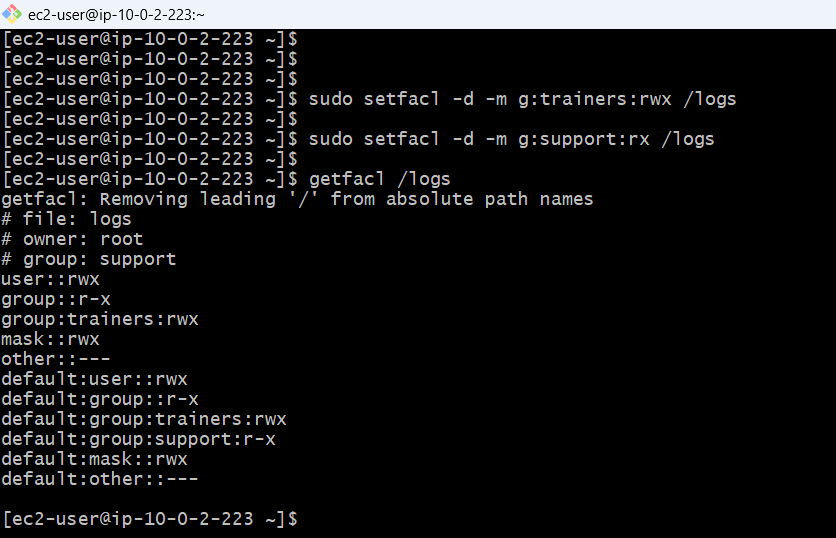 ec2-user@ip-10-0-2-223:~
[ec2-user@ip-10-0-2-223 ~]$
[ec2-user@ip-10-0-2-223 ~]$
[ec2-user@ip-10-0-2-223 ~]$
[ec2-user@ip-10-0-2-223 ~]$ sudo setfacl -d -m g:trainers:rwx /logs
[ec2-user@ip-10-0-2-223 ~]$
[ec2-user@ip-10-0-2-223 ~]$ sudo setfacl -d -m g:support:rx /logs
[ec2-user@ip-10-0-2-223 ~]$
[ec2-user@ip-10-0-2-223 ~]$ getfacl /logs
getfacl: Removing leading '/' from absolute path names
# file: logs
# owner: root
# group: support
user::rwx
group::r-x
group:trainers:rwx
mask::rwx
other::---
default:user::rwx
default:group::r-x
default:group:trainers:rwx
default:group:support:r-x
default:mask::rwx
default:other::---
[ec2-user@ip-10-0-2-223 ~]$